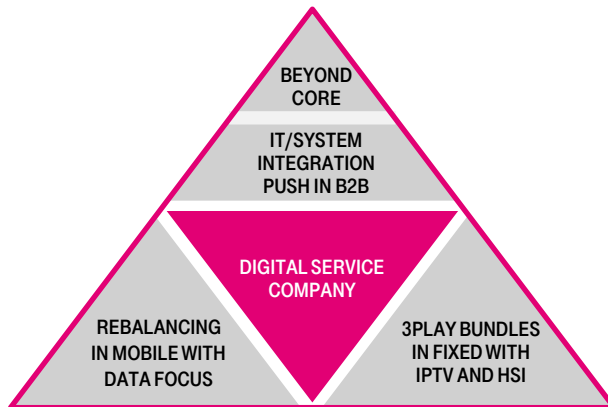 BEYOND
CORE
IT/SYSTEM
INTEGRATION
PUSH IN B2B
DIGITAL SERVICE
COMPANY
REBALANCING
IN MOBILE WITH
DATA FOCUS
3PLAY BUNDLES
IN FIXED WITH
IPTV AND HSI